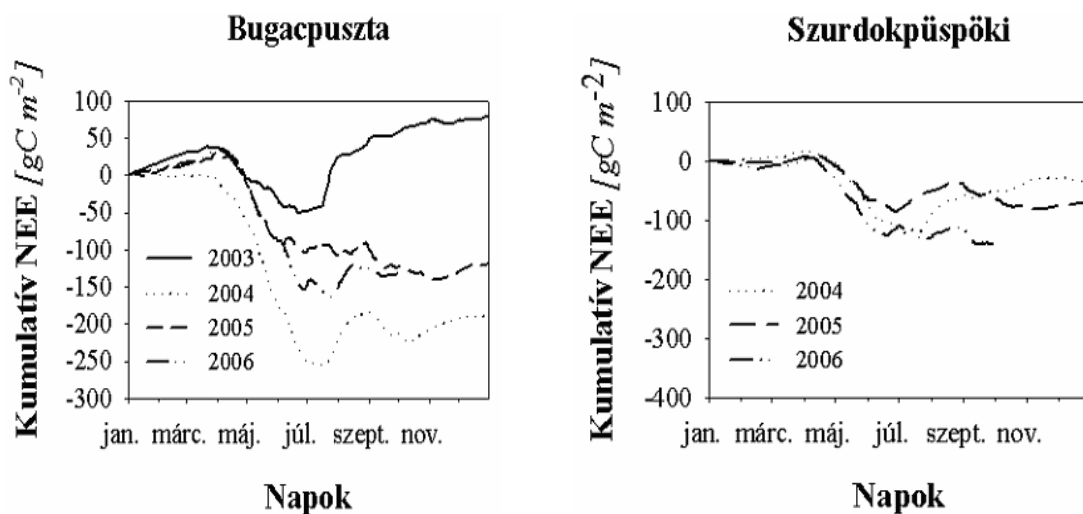 Bugacpuszta
Kumulatív NEE [gC m-2]
100
50
0
-50
-100
-150
-200
-250
-300
2003
2004
2005
2006
jan. márc. máj. júl. szept. nov.
Napok
Szurdokpüspöki
Kumulatív NEE [gC m-2]
100
0
-100
-200
-300
-400
2004
2005
2006
jan. márc. máj. júl. szept. nov.
Napok